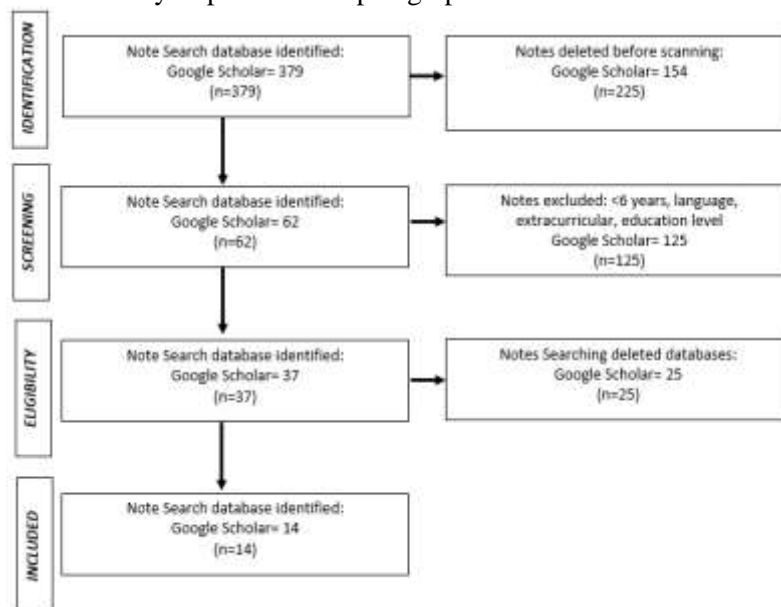 IDENTIFICATION
Note Search database identified:
Google Scholar= 379
(n=379)
Notes deleted before scanning:
Google Scholar= 154
(n=225)
SCREENING
Note Search database identified:
Google Scholar= 62
(n=62)
Notes excluded: <6 years, language,
extracurricular, education level
Google Scholar= 125
(n=125)
ELIGIBILITY
Note Search database identified:
Google Scholar= 37
(n=37)
Notes Searching deleted databases:
Google Scholar= 25
(n=25)
INCLUDED
Note Search database identified:
Google Scholar= 14
(n=14)